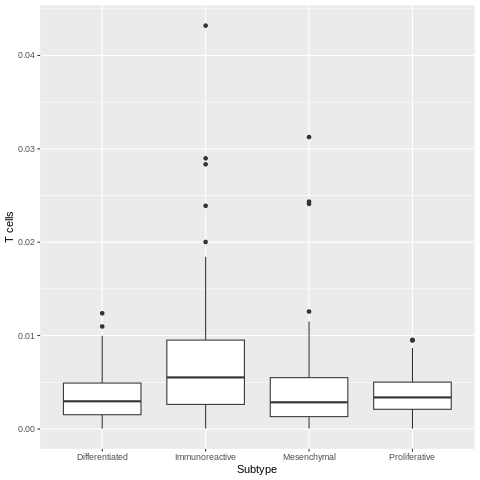 T cells
0.04
0.03
0.02
0.01
0.00
Differentiated Immunoreactive Mesenchymal Proliferative
Subtype